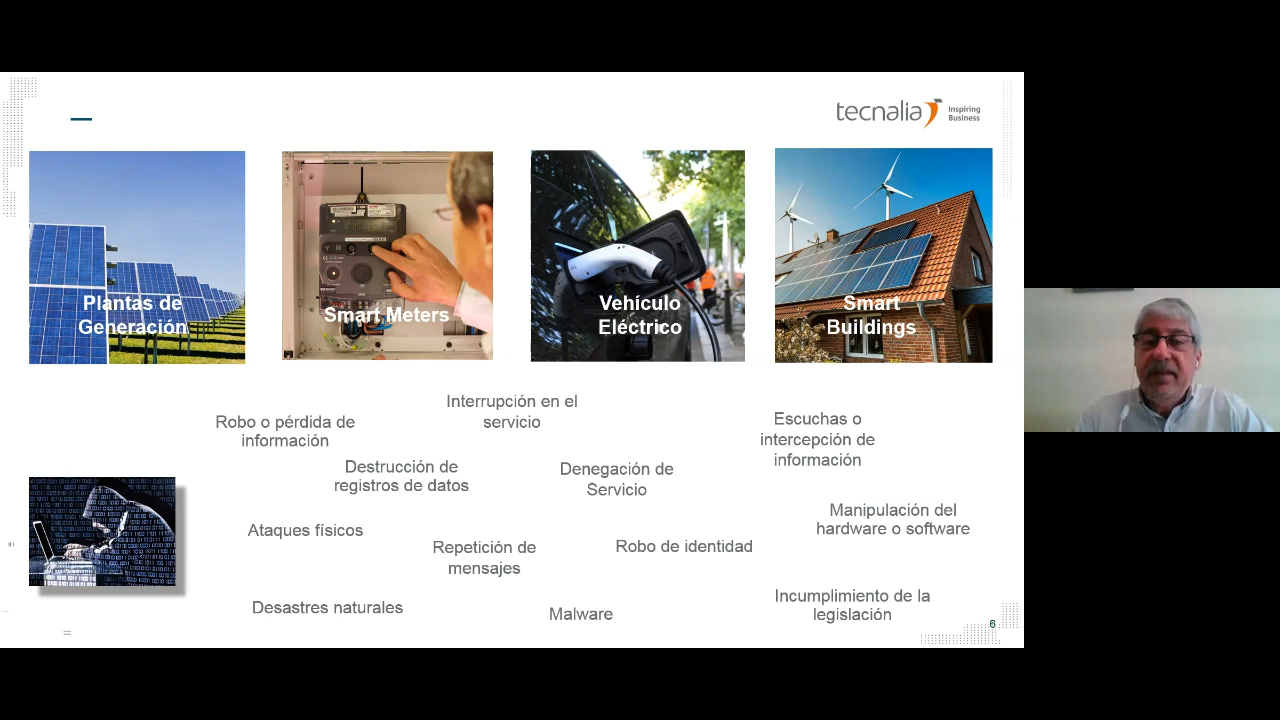 tecnalia
Inspiring
Business
Plantas de
Generación
Smart Meters
Vehículo
Eléctrico
Smart
Buildings
Interrupción en el
servicio
Robo o pérdida de
información
Escuchas o
intercepción de
información
Destrucción de
registros de datos
Denegación de
Servicio
Manipulación del
hardware o software
Ataques físicos
Repetición de
mensajes
Robo de identidad
Desastres naturales
Malware
Incumplimiento de la
legislación
6